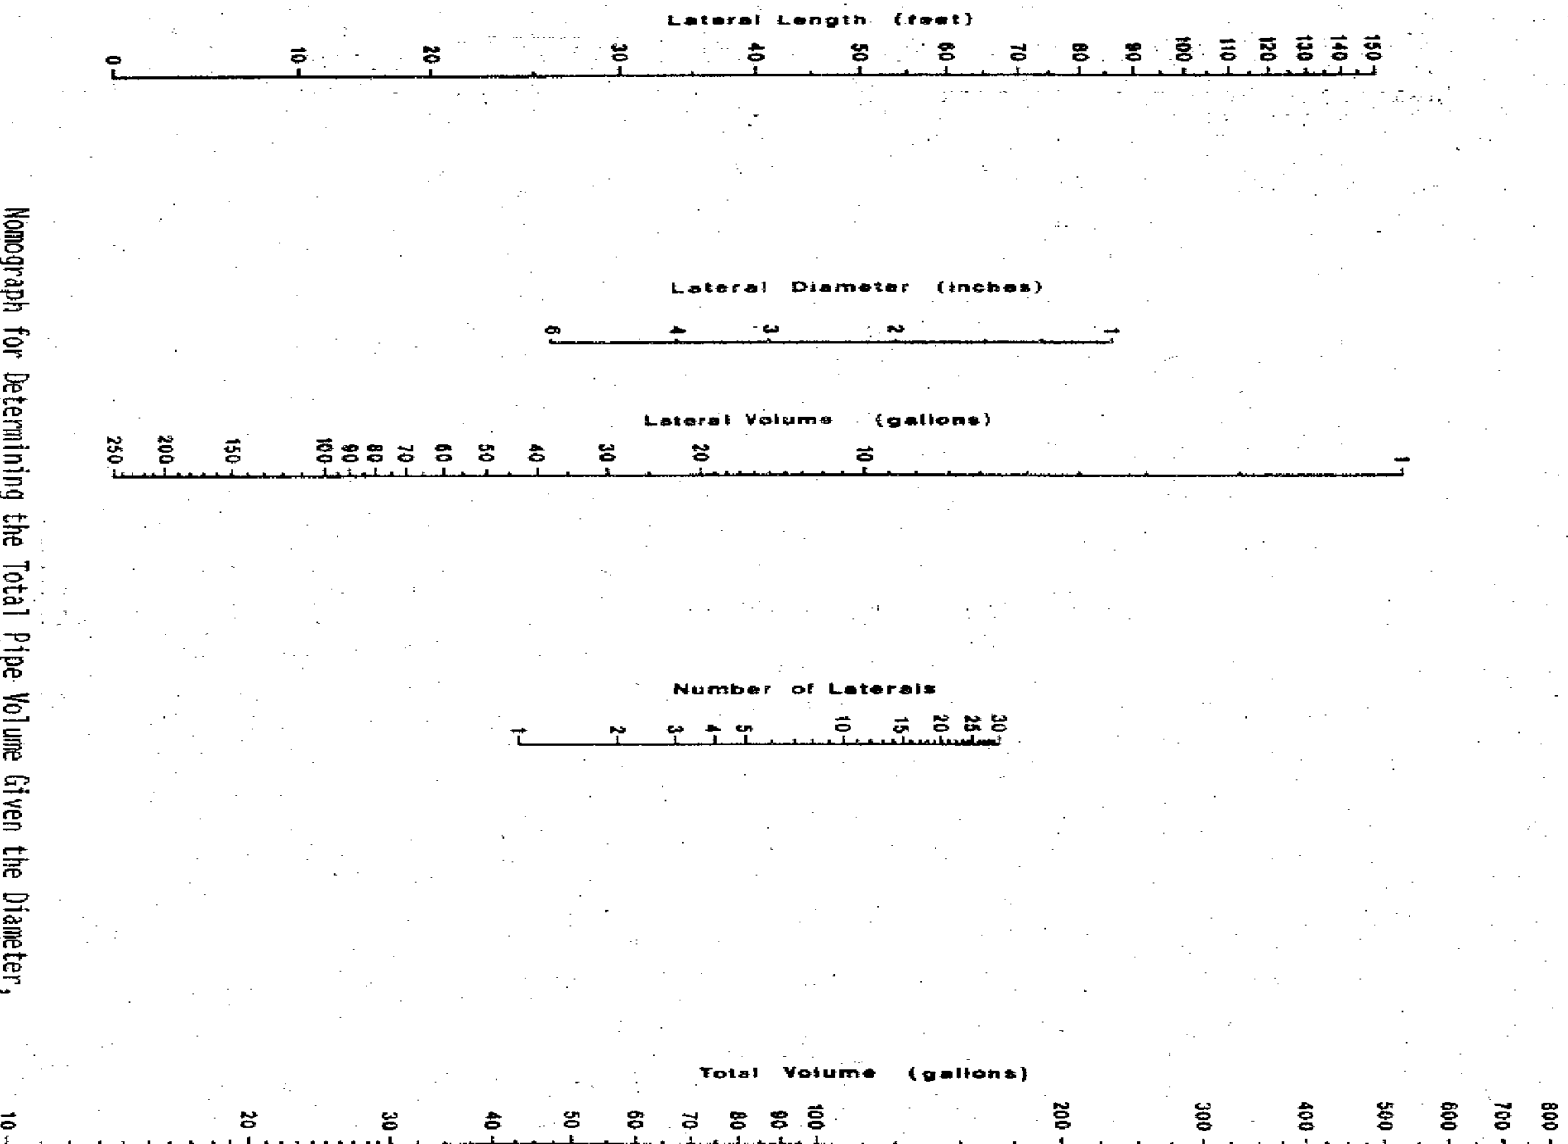 Lateral Length (feet)
0 10 20 30 40 50 60 70 80 90 100 110 120 130 140 150
Lateral Diameter (inches)
6 4 3 2 1
Lateral Volume (gallons)
250 200 150 100 90 80 70 60 50 40 30 20 10 1
Number of Laterals
1 2 3 4 5 10 15 20 25 30
Total Volume (gallons)
10 20 30 40 50 60 70 80 90 100 200 300 400 500 600 700 800
Nomograph for Determining the Total Pipe Volume Given the Diameter,